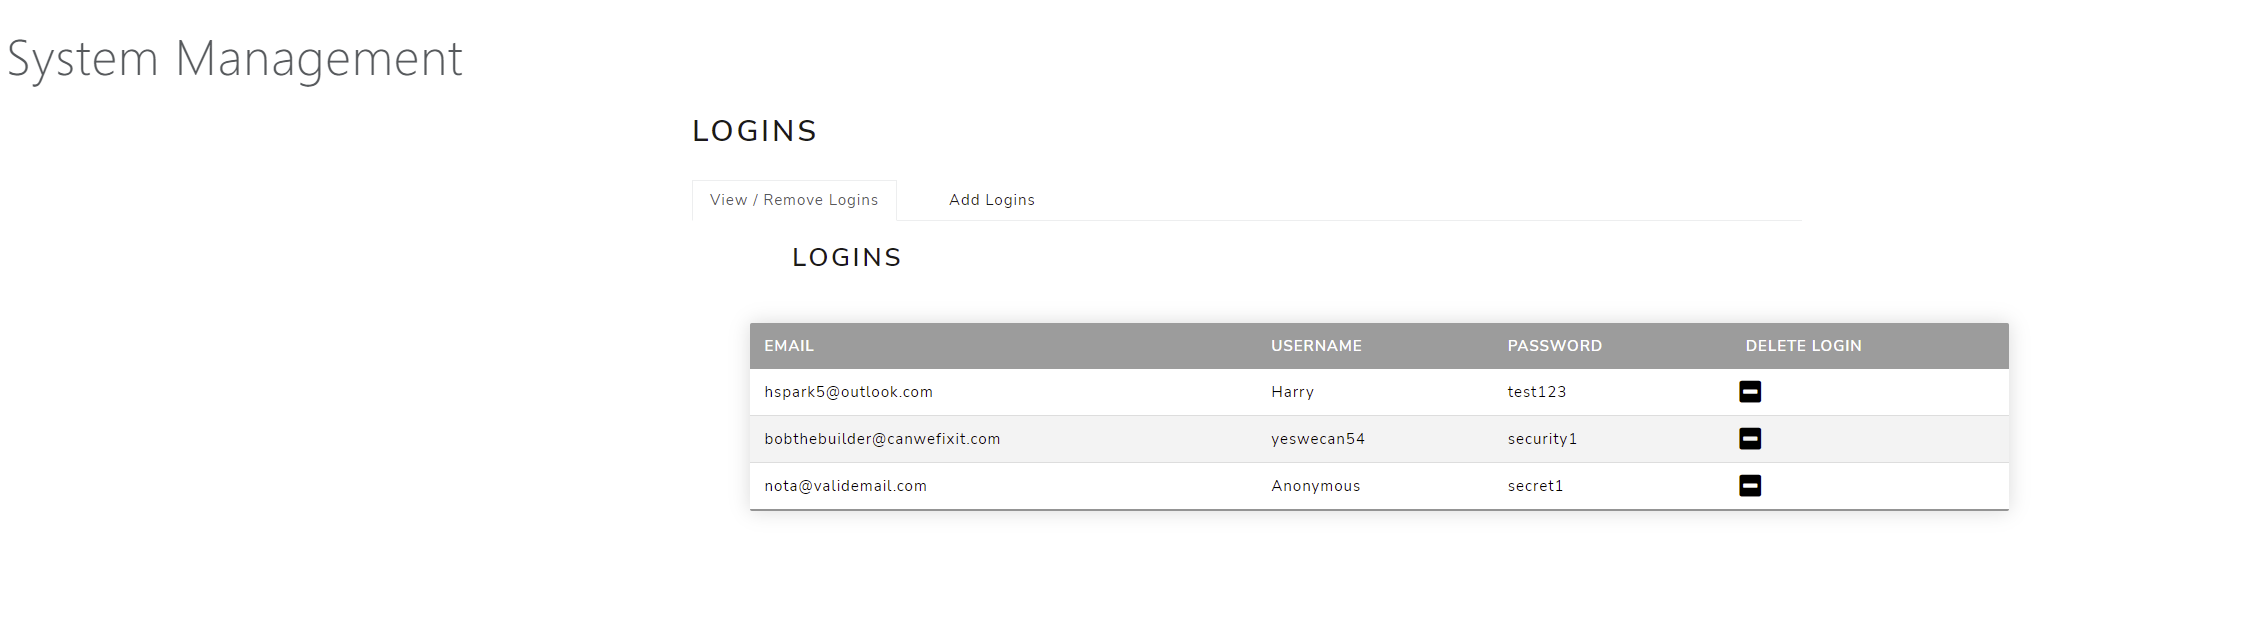 System Management
LOGINS
View / Remove Logins Add Logins
LOGINS
EMAIL USERNAME PASSWORD DELETE LOGIN
hspark5@outlook.com Harry test123
bobthebuilder@canwefixit.com yeswecan54 security1
nota@validemail.com Anonymous secret1